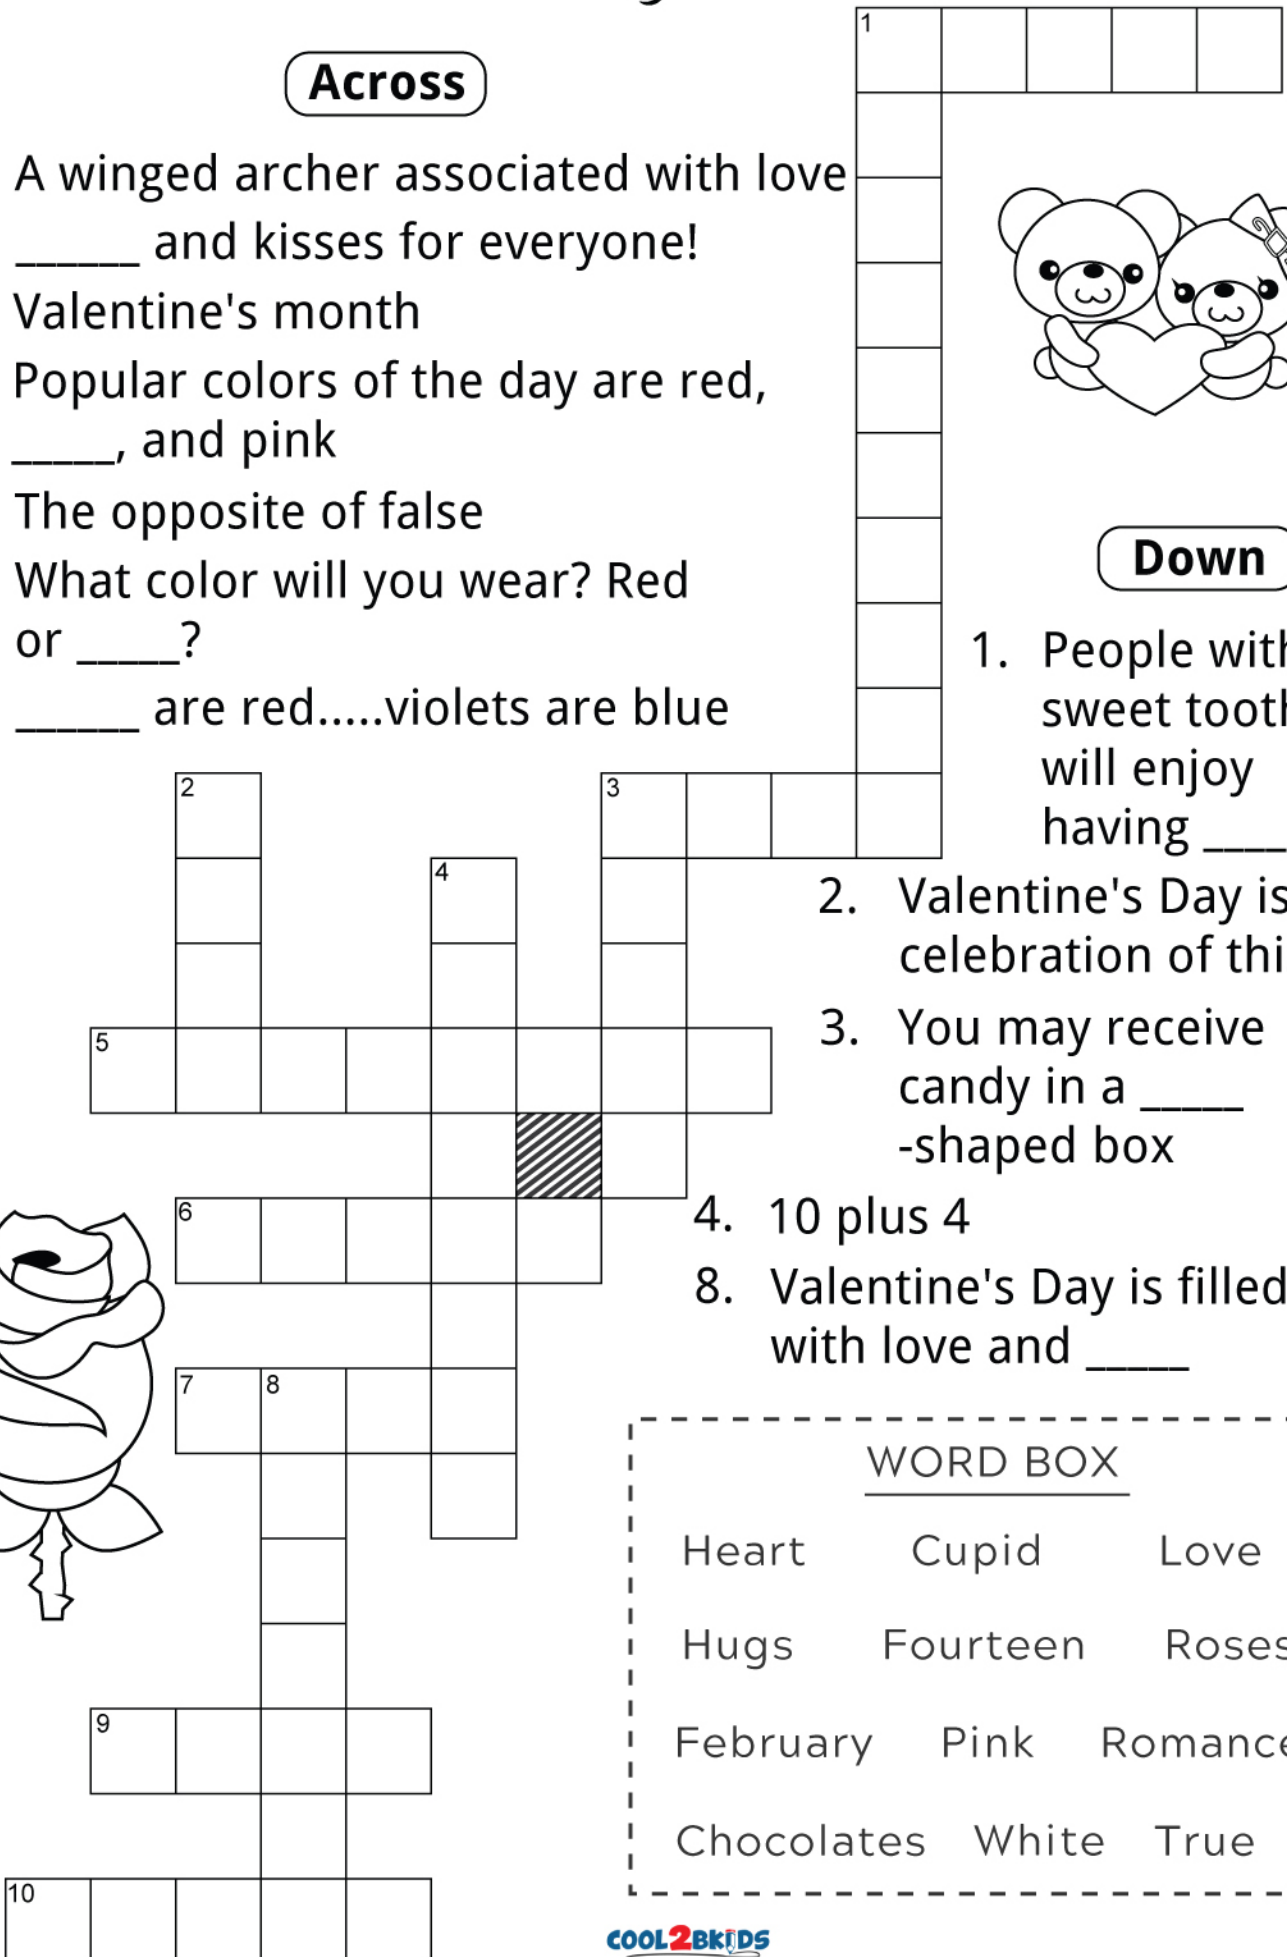 Across
A winged archer associated with love
______ and kisses for everyone!
Valentine's month
Popular colors of the day are red,
_____, and pink
The opposite of false
What color will you wear? Red
or _____?
______ are red.....violets are blue
1
2
3
4
5
6
7 8
9
10
Down
1. People with
sweet tooth
will enjoy
having ____
2. Valentine's Day is
celebration of thi
3. You may receive
candy in a _____
-shaped box
4. 10 plus 4
8. Valentine's Day is filled
with love and _____
WORD BOX
Heart Cupid Love
Hugs Fourteen Roses
February Pink Romance
Chocolates White True
COOL2BKIDS